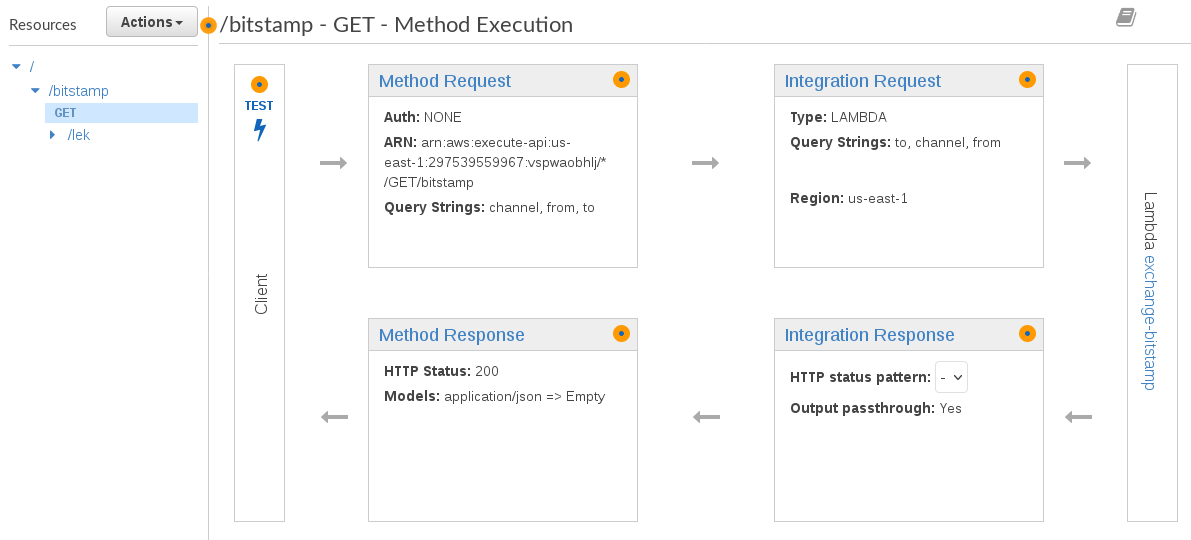 Resources
Actions
/
/bitstamp
GET
/lek
/bitstamp - GET - Method Execution
TEST
Client
Method Request
Auth: NONE
ARN: arn:aws:execute-api:us-
east-1:297539559967:vspwaobhlj/*
/GET/bitstamp
Query Strings: channel, from, to
Integration Request
Type: LAMBDA
Query Strings: to, channel, from
Region: us-east-1
Lambda exchange-bitstamp
Method Response
HTTP Status: 200
Models: application/json => Empty
Integration Response
HTTP status pattern: -
Output passthrough: Yes